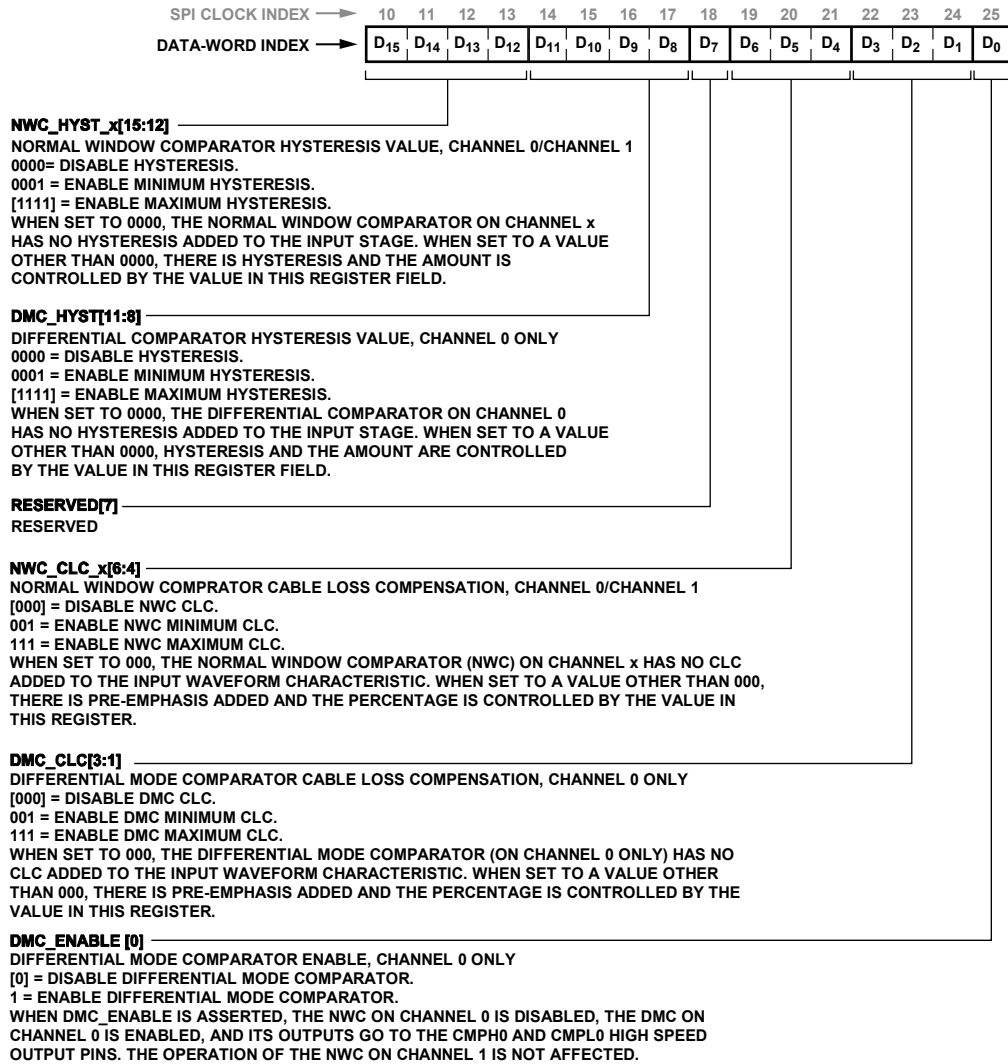 SPI CLOCK INDEX 10 11 12 13 14 15 16 17 18 19 20 21 22 23 24 25
DATA-WORD INDEX D15 D14 D13 D12 D11 D10 D9 D8 D7 D6 D5 D4 D3 D2 D1 D0
NWC_HYST_x[15:12]
NORMAL WINDOW COMPARATOR HYSTERESIS VALUE, CHANNEL 0/CHANNEL 1
0000= DISABLE HYSTERESIS.
0001 = ENABLE MINIMUM HYSTERESIS.
[1111] = ENABLE MAXIMUM HYSTERESIS.
WHEN SET TO 0000, THE NORMAL WINDOW COMPARATOR ON CHANNEL x
HAS NO HYSTERESIS ADDED TO THE INPUT STAGE. WHEN SET TO A VALUE
OTHER THAN 0000, THERE IS HYSTERESIS AND THE AMOUNT IS
CONTROLLED BY THE VALUE IN THIS REGISTER FIELD.
DMC_HYST[11:8]
DIFFERENTIAL COMPARATOR HYSTERESIS VALUE, CHANNEL 0 ONLY
0000 = DISABLE HYSTERESIS.
0001 = ENABLE MINIMUM HYSTERESIS.
[1111] = ENABLE MAXIMUM HYSTERESIS.
WHEN SET TO 0000, THE DIFFERENTIAL COMPARATOR ON CHANNEL 0
HAS NO HYSTERESIS ADDED TO THE INPUT STAGE. WHEN SET TO A VALUE
OTHER THAN 0000, HYSTERESIS AND THE AMOUNT ARE CONTROLLED
BY THE VALUE IN THIS REGISTER FIELD.
RESERVED[7]
RESERVED
NWC_CLC_x[6:4]
NORMAL WINDOW COMPRATOR CABLE LOSS COMPENSATION, CHANNEL 0/CHANNEL 1
[000] = DISABLE NWC CLC.
001 = ENABLE NWC MINIMUM CLC.
111 = ENABLE NWC MAXIMUM CLC.
WHEN SET TO 000, THE NORMAL WINDOW COMPARATOR (NWC) ON CHANNEL x HAS NO CLC
ADDED TO THE INPUT WAVEFORM CHARACTERISTIC. WHEN SET TO A VALUE OTHER THAN 000,
THERE IS PRE-EMPHASIS ADDED AND THE PERCENTAGE IS CONTROLLED BY THE VALUE IN
THIS REGISTER.
DMC_CLC[3:1]
DIFFERENTIAL MODE COMPARATOR CABLE LOSS COMPENSATION, CHANNEL 0 ONLY
[000] = DISABLE DMC CLC.
001 = ENABLE DMC MINIMUM CLC.
111 = ENABLE DMC MAXIMUM CLC.
WHEN SET TO 000, THE DIFFERENTIAL MODE COMPARATOR (ON CHANNEL 0 ONLY) HAS NO
CLC ADDED TO THE INPUT WAVEFORM CHARACTERISTIC. WHEN SET TO A VALUE OTHER
THAN 000, THERE IS PRE-EMPHASIS ADDED AND THE PERCENTAGE IS CONTROLLED BY THE
VALUE IN THIS REGISTER.
DMC_ENABLE [0]
DIFFERENTIAL MODE COMPARATOR ENABLE, CHANNEL 0 ONLY
[0] = DISABLE DIFFERENTIAL MODE COMPARATOR.
1 = ENABLE DIFFERENTIAL MODE COMPARATOR.
WHEN DMC_ENABLE IS ASSERTED, THE NWC ON CHANNEL 0 IS DISABLED, THE DMC ON
CHANNEL 0 IS ENABLED, AND ITS OUTPUTS GO TO THE CMPH0 AND CMPL0 HIGH SPEED
OUTPUT PINS. THE OPERATION OF THE NWC ON CHANNEL 1 IS NOT AFFECTED.